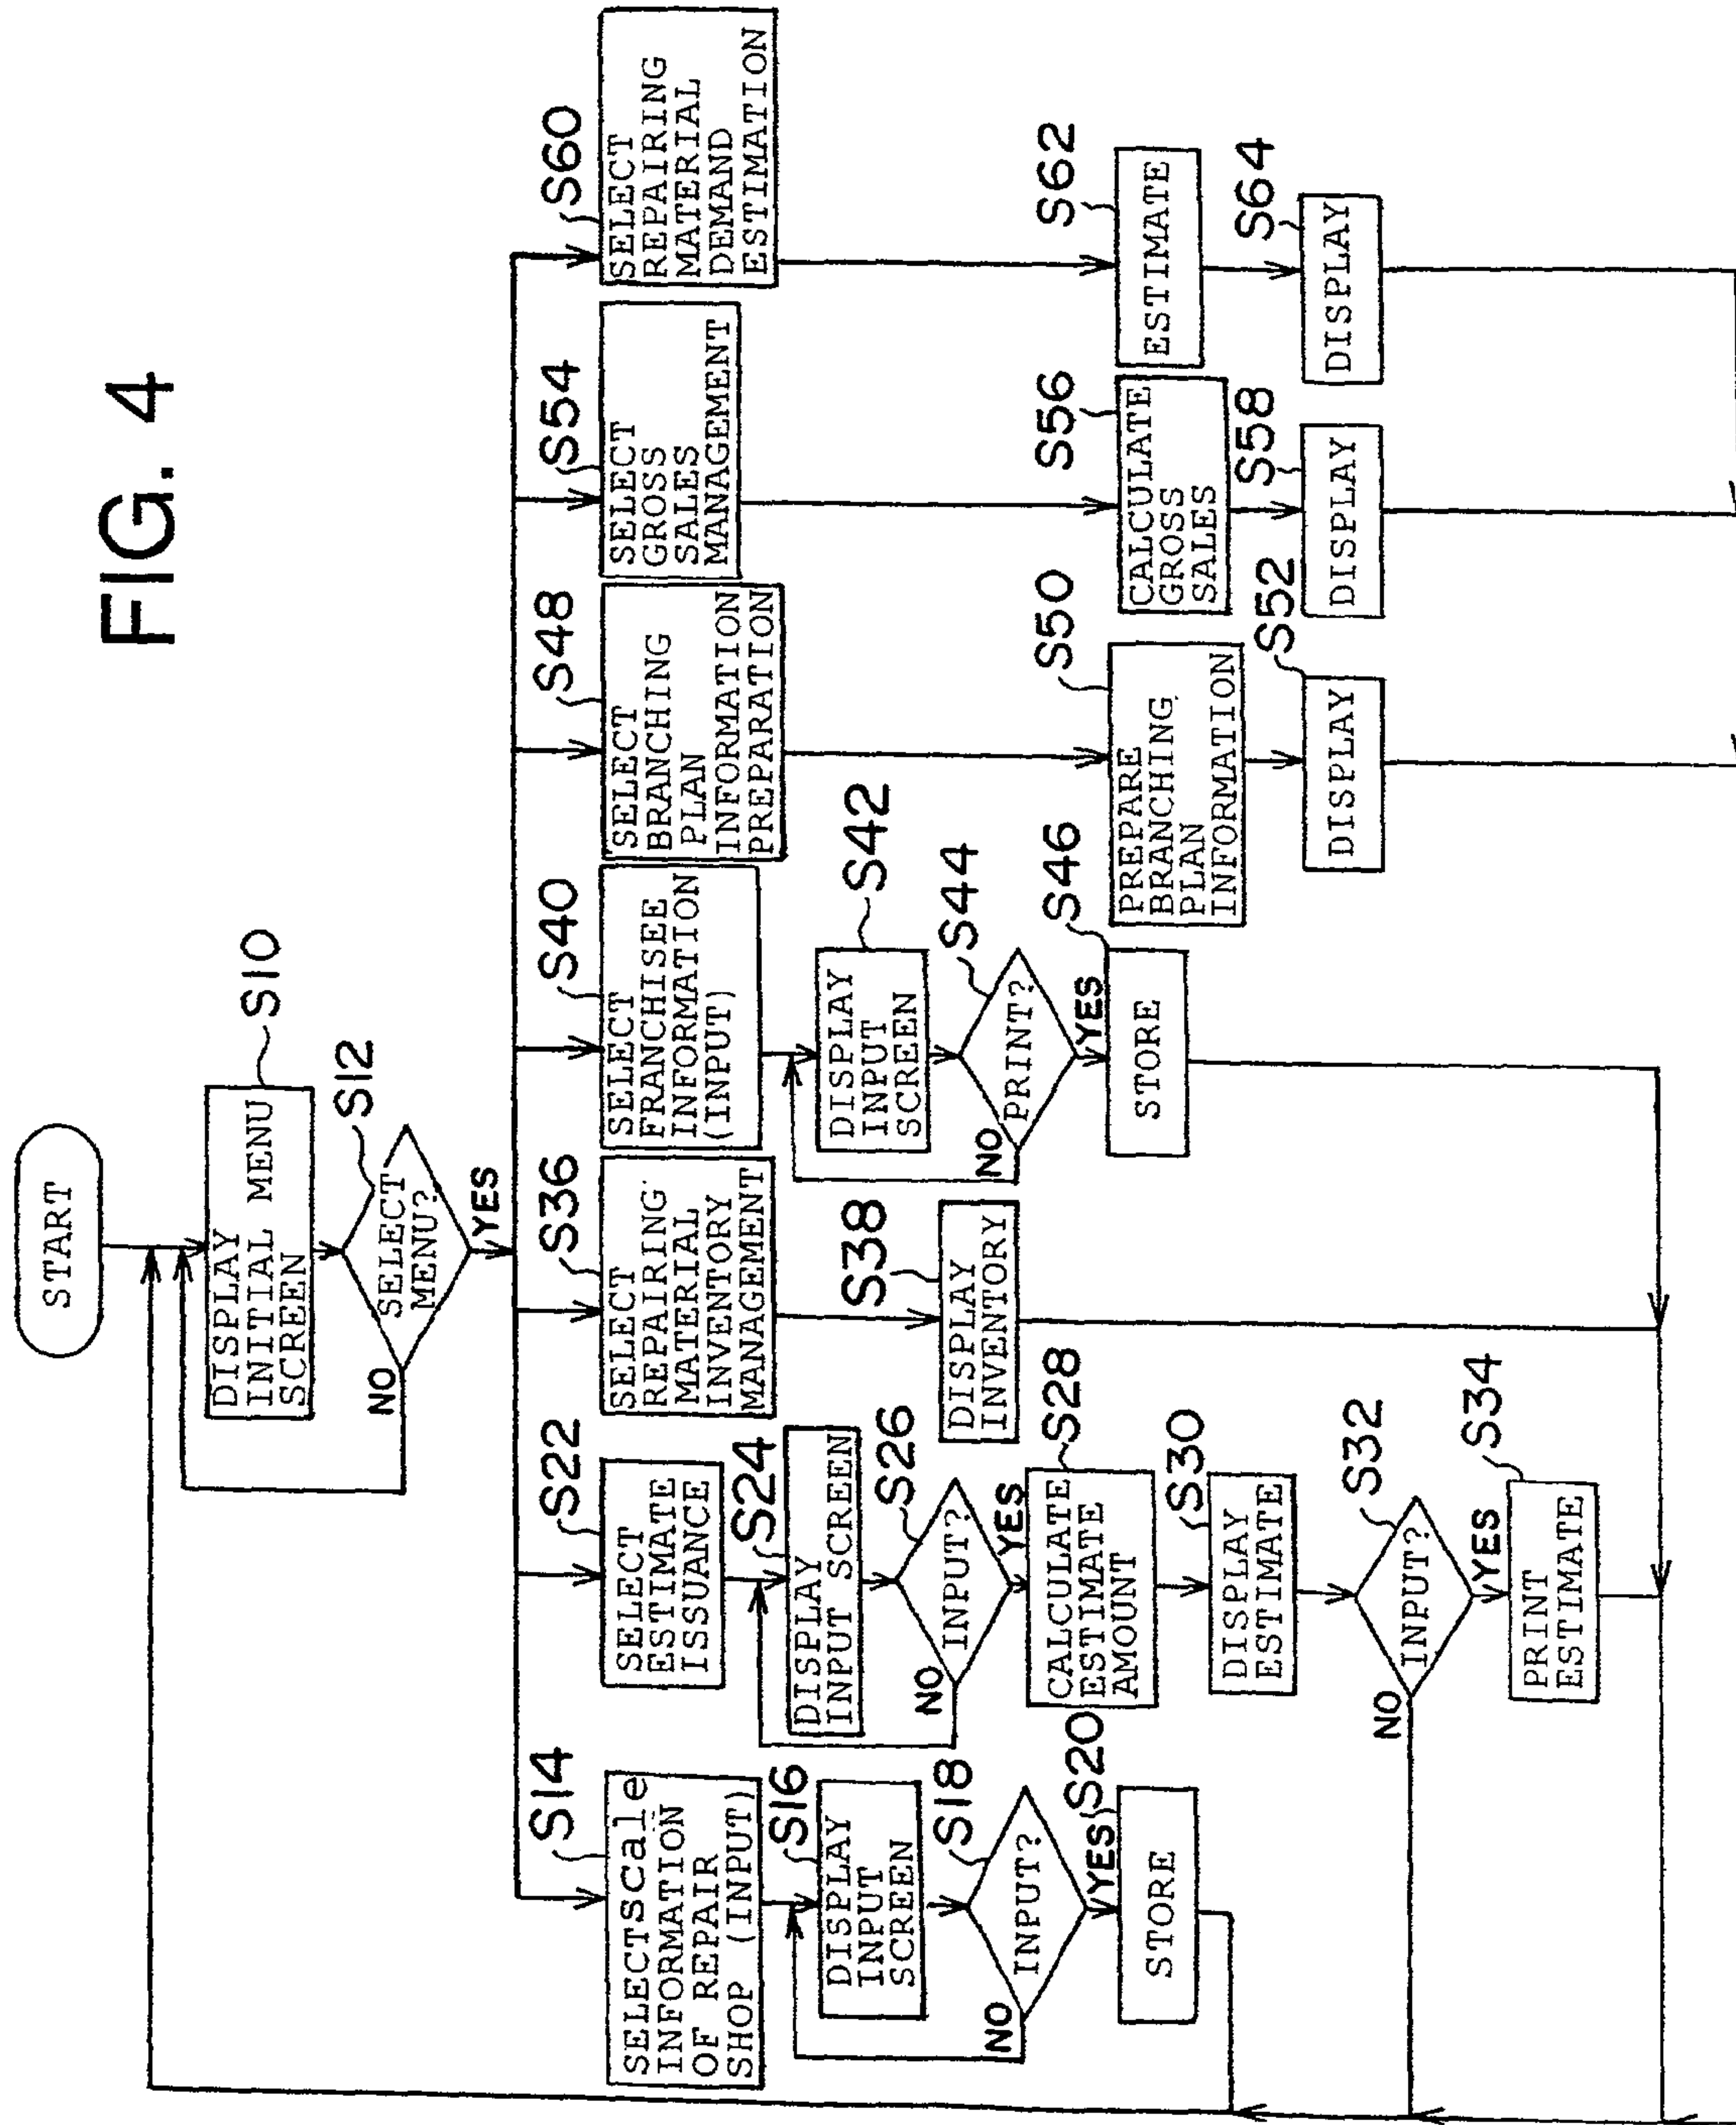 FIG. 4
START
S10
DISPLAY
INITIAL MENU
SCREEN
S12
SELECT
MENU?
NO
YES
S14
SELECTscale
INFORMATION
OF REPAIR
SHOP (INPUT)
S16
DISPLAY
INPUT
SCREEN
S18
INPUT?
NO
YES
S20
STORE
S22
SELECT
ESTIMATE
ISSUANCE
S24
DISPLAY
INPUT SCREEN
S26
INPUT?
NO
YES
S28
CALCULATE
ESTIMATE
AMOUNT
S30
DISPLAY
ESTIMATE
S32
INPUT?
NO
YES
S34
PRINT
ESTIMATE
S36
SELECT
REPAIRING
MATERIAL
INVENTORY
MANAGEMENT
S38
DISPLAY
INVENTORY
S40
SELECT
FRANCHISEE
INFORMATION
(INPUT)
S42
DISPLAY
INPUT
SCREEN
S44
PRINT?
NO
YES
S46
STORE
S48
SELECT
BRANCHING
PLAN
INFORMATION
PREPARATION
S50
PREPARE
BRANCHING
PLAN
INFORMATION
S52
DISPLAY
S54
SELECT
GROSS
SALES
MANAGEMENT
S56
CALCULATE
GROSS
SALES
S58
DISPLAY
S60
SELECT
REPAIRING
MATERIAL
DEMAND
ESTIMATION
S62
ESTIMATE
S64
DISPLAY